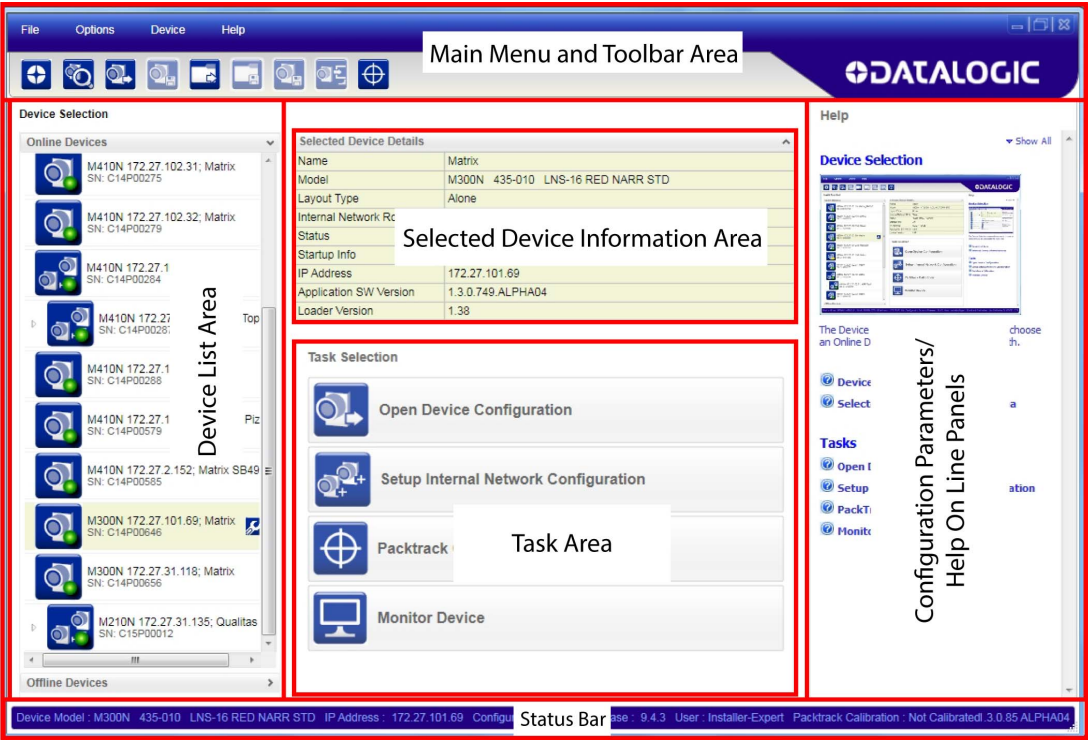 File Options Device Help
Main Menu and Toolbar Area
DATALOGIC
Device Selection
Online Devices
M410N 172.27.102.31; Matrix
SN: C14P00275
M410N 172.27.102.32; Matrix
SN: C14P00279
M410N 172.27.1
SN: C14P00284
M410N 172.27 Top
SN: C14P00287
M410N 172.27.1
SN: C14P00288
M410N 172.27.1 Piz
SN: C14P00579
M410N 172.27.2.152; Matrix SB49
SN: C14P00585
M300N 172.27.101.69; Matrix
SN: C14P00646
M300N 172.27.31.118; Matrix
SN: C14P00656
M210N 172.27.31.135; Qualitas
SN: C15P00012
Offline Devices
Device List Area
Selected Device Details
Name Matrix
Model M300N 435-010 LNS-16 RED NARR STD
Layout Type Alone
Internal Network Ro
Status
Startup Info
IP Address 172.27.101.69
Application SW Version 1.3.0.749.ALPHA04
Loader Version 1.38
Selected Device Information Area
Task Selection
Open Device Configuration
Setup Internal Network Configuration
Packtrack
Monitor Device
Task Area
Help
Show All
Device Selection
DATALOGIC
The Device choose
an Online D ch.
Device
Select a
Tasks
Open
Setup ation
PackTr
Monito
Configuration Parameters/
Help On Line Panels
Device Model : M300N 435-010 LNS-16 RED NARR STD IP Address : 172.27.101.69 Configu ase : 9.4.3 User : Installer-Expert Packtrack Calibration : Not Calibrated .3.0.85 ALPHA04
Status Bar